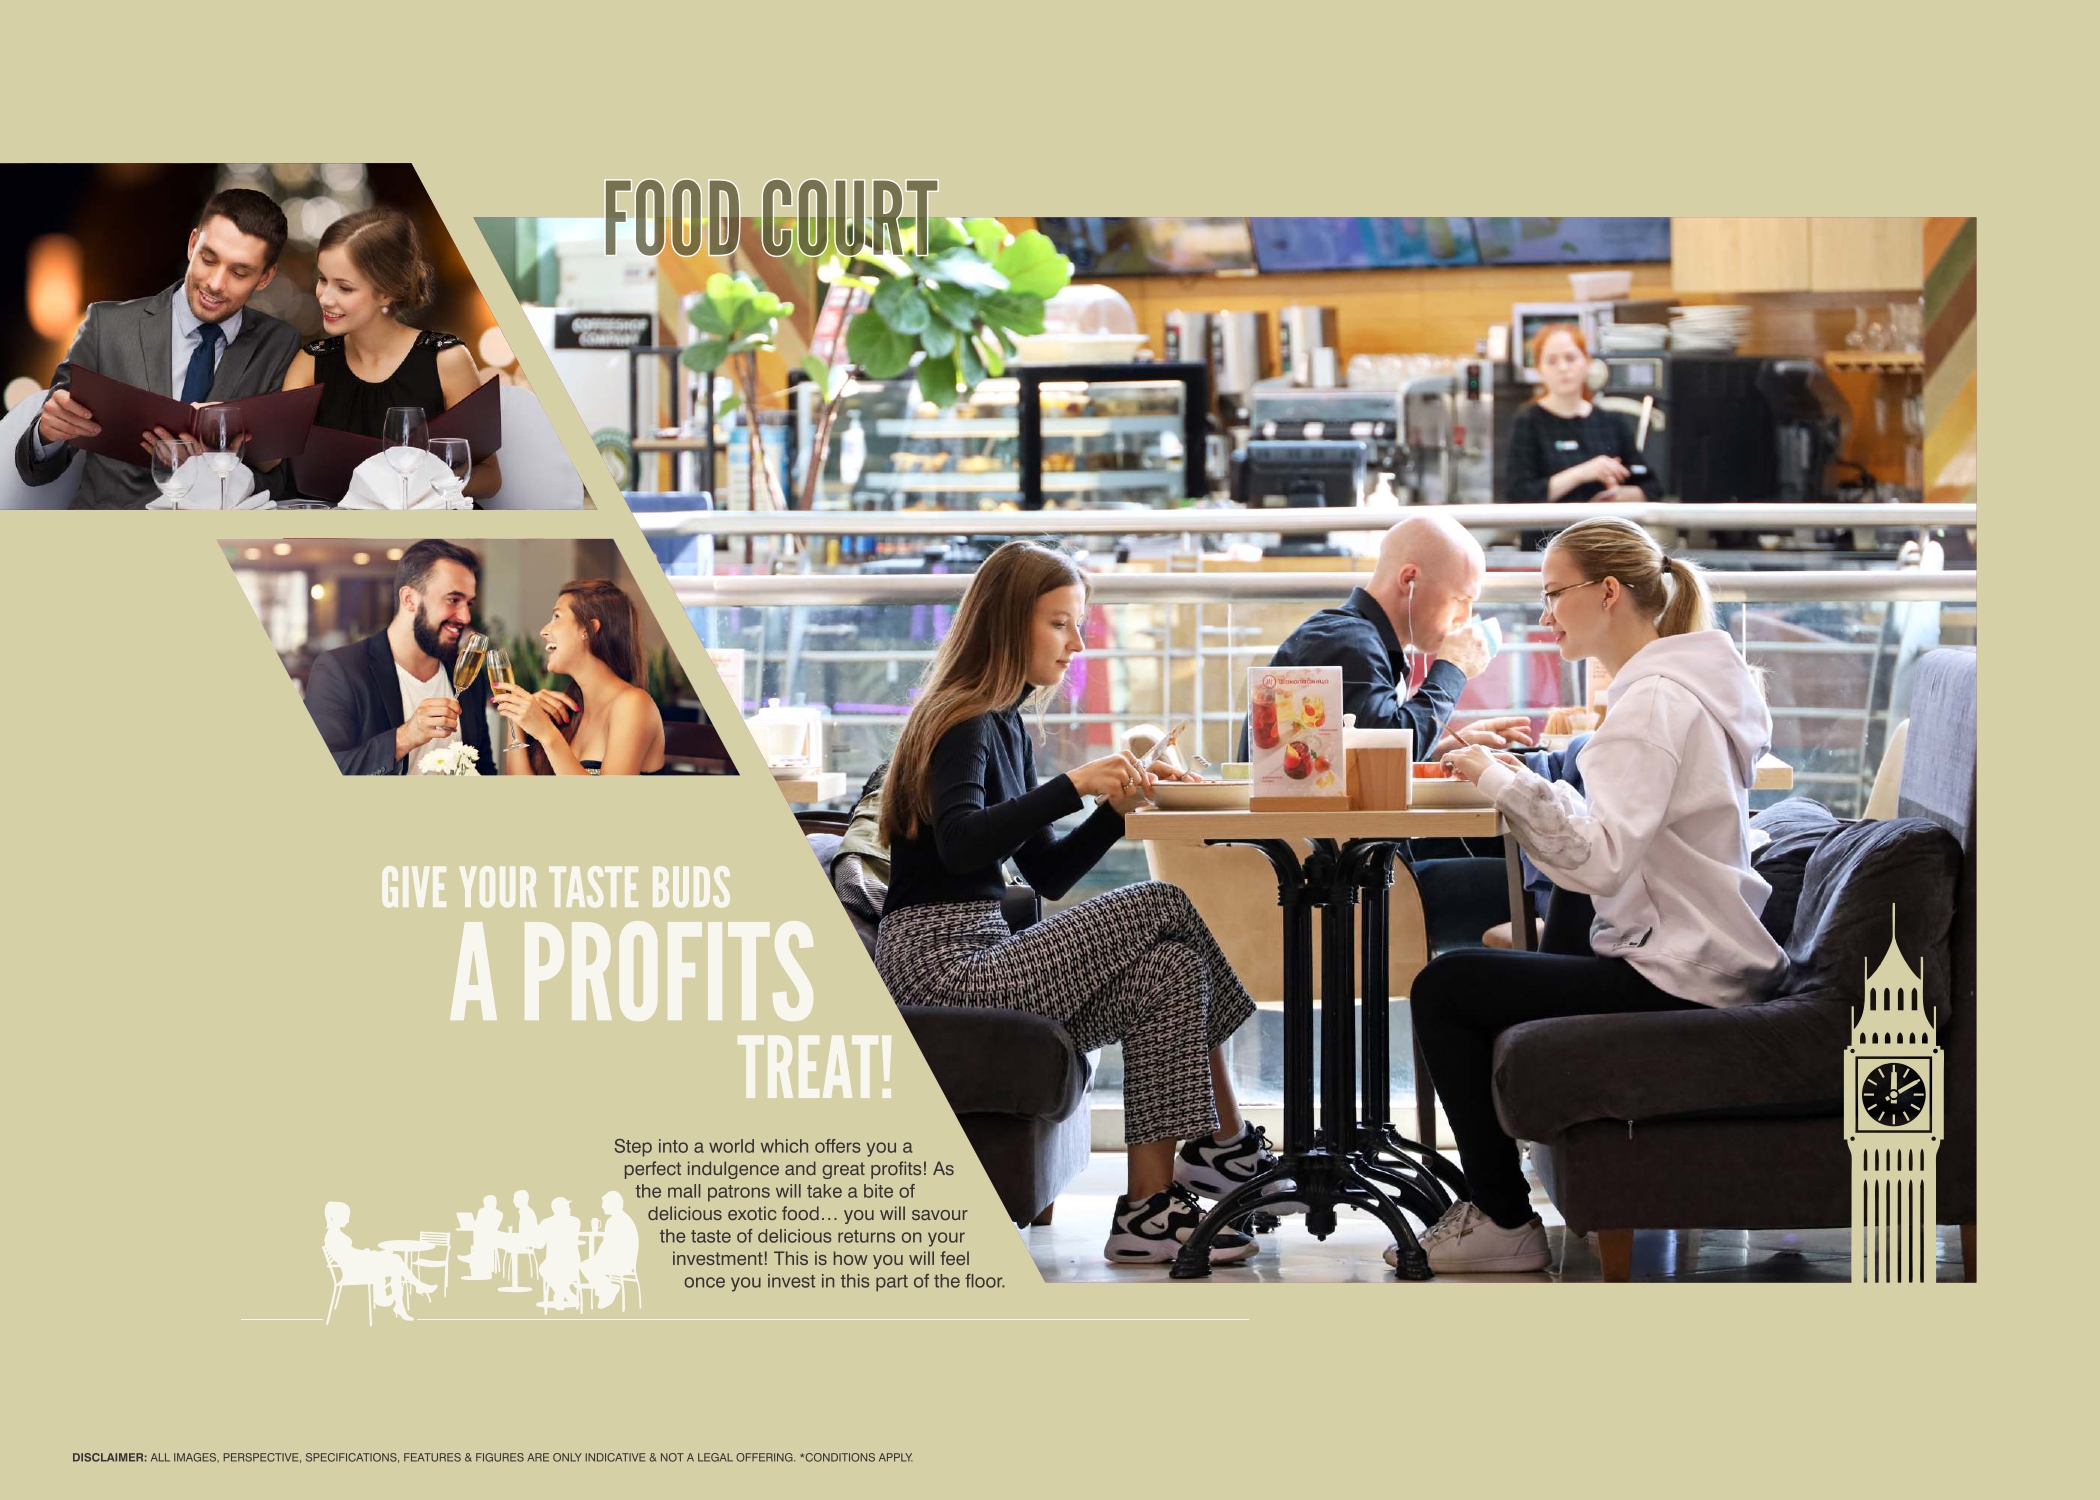 FOOD COURT
COFFEESHOP
COMPANY
Шоколадница
GIVE YOUR TASTE BUDS
A PROFITS
TREAT!
Step into a world which offers you a
perfect indulgence and great profits! As
the mall patrons will take a bite of
delicious exotic food… you will savour
the taste of delicious returns on your
investment! This is how you will feel
once you invest in this part of the floor.
DISCLAIMER: ALL IMAGES, PERSPECTIVE, SPECIFICATIONS, FEATURES & FIGURES ARE ONLY INDICATIVE & NOT A LEGAL OFFERING. *CONDITIONS APPLY.